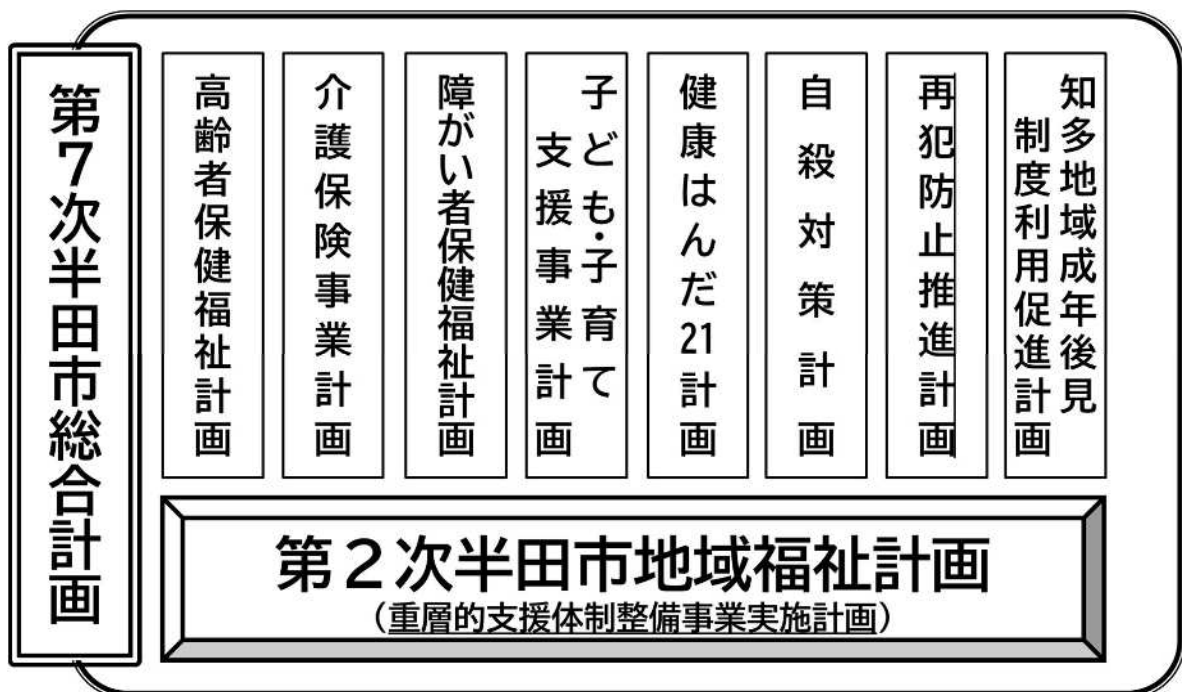 第7次半田市総合計画
高齢者保健福祉計画
介護保険事業計画
障がい者保健福祉計画
子ども・子育て
支援事業計画
健康はんだ21計画
自殺対策計画
再犯防止推進計画
知多地域成年後見
制度利用促進計画
第2次半田市地域福祉計画
（重層的支援体制整備事業実施計画）